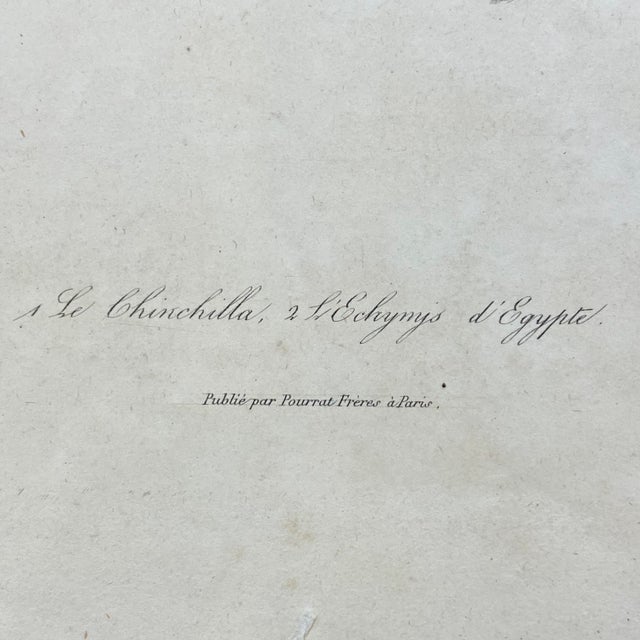 1 Le Chinchilla, 2 l'Echymys d'Egypte.
Publié par Pourrat Frères à Paris.